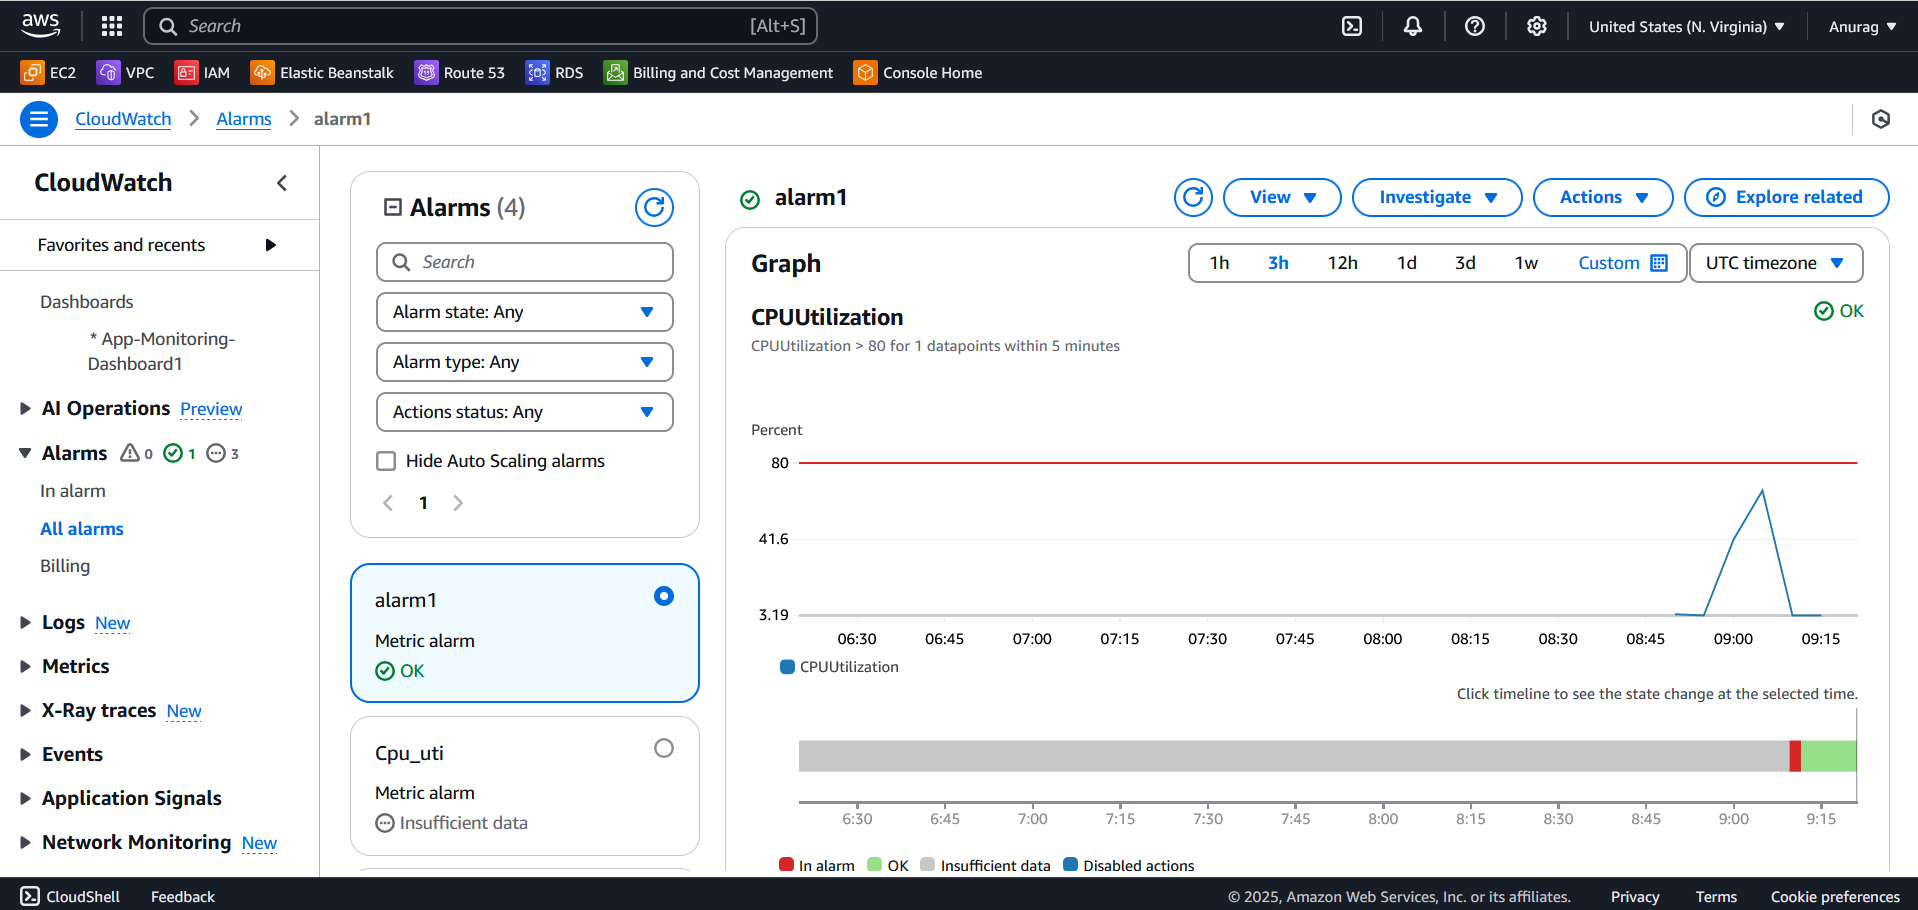 aws
Search [Alt+S]
United States (N. Virginia)
Anurag
EC2 VPC IAM Elastic Beanstalk Route 53 RDS Billing and Cost Management Console Home
CloudWatch Alarms alarm1
CloudWatch
Favorites and recents
Dashboards
* App-Monitoring-
Dashboard1
AI Operations Preview
Alarms 0 1 3
In alarm
All alarms
Billing
Logs New
Metrics
X-Ray traces New
Events
Application Signals
Network Monitoring New
Alarms (4)
Search
Alarm state: Any
Alarm type: Any
Actions status: Any
Hide Auto Scaling alarms
1
alarm1
Metric alarm
OK
Cpu_uti
Metric alarm
Insufficient data
alarm1
View Investigate Actions Explore related
Graph
1h 3h 12h 1d 3d 1w Custom UTC timezone
CPUUtilization
OK
CPUUtilization > 80 for 1 datapoints within 5 minutes
Percent
80
41.6
3.19
06:30 06:45 07:00 07:15 07:30 07:45 08:00 08:15 08:30 08:45 09:00 09:15
CPUUtilization
Click timeline to see the state change at the selected time.
6:30 6:45 7:00 7:15 7:30 7:45 8:00 8:15 8:30 8:45 9:00 9:15
In alarm OK Insufficient data Disabled actions
CloudShell Feedback
© 2025, Amazon Web Services, Inc. or its affiliates. Privacy Terms Cookie preferences